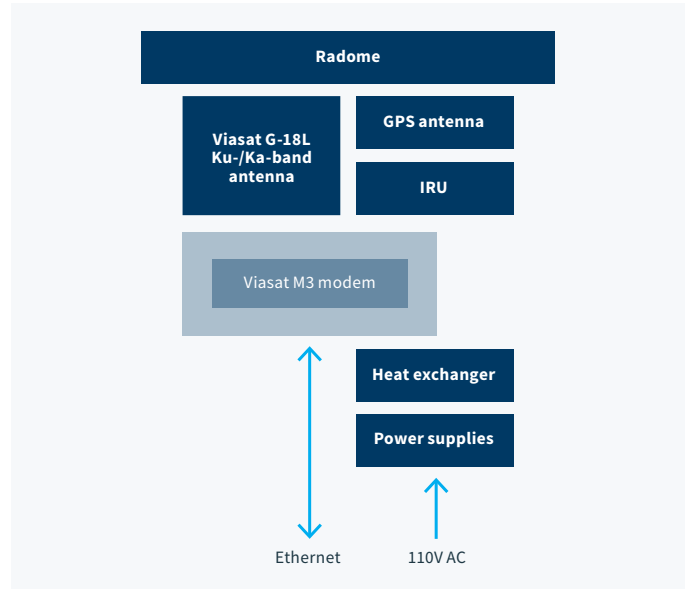 Radome
Viasat G-18L
Ku-/Ka-band
antenna
GPS antenna
IRU
Viasat M3 modem
Heat exchanger
Power supplies
Ethernet
110V AC